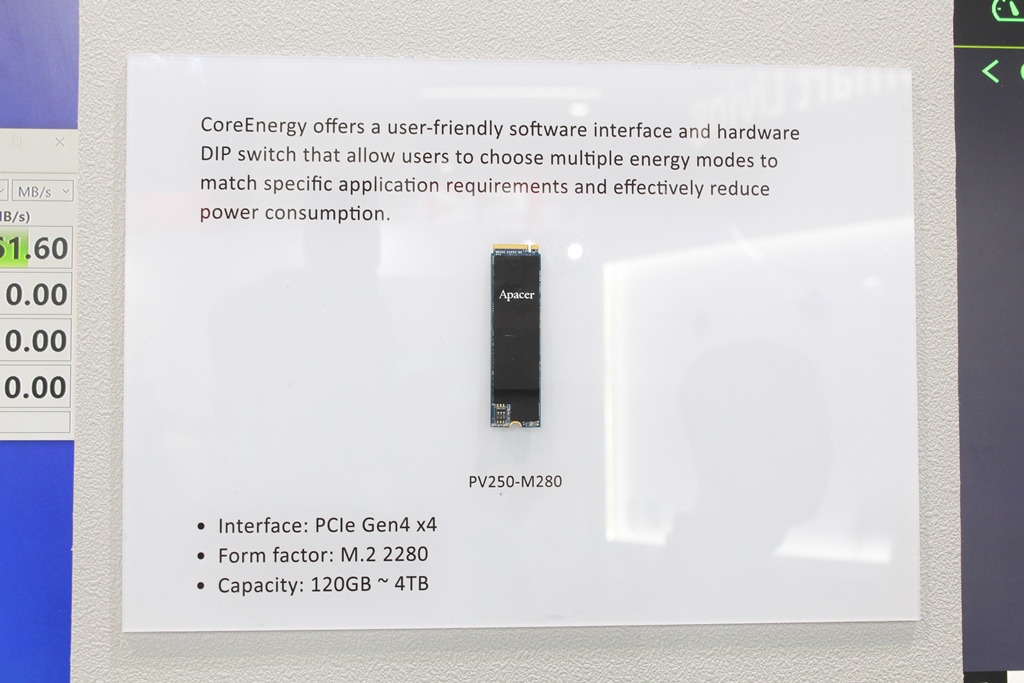 CoreEnergy offers a user-friendly software interface and hardware
DIP switch that allow users to choose multiple energy modes to
match specific application requirements and effectively reduce
power consumption.
MB/s
B/s)
61.60
0.00
0.00
0.00
Apacer
PV250-M280
• Interface: PCIe Gen4 x4
• Form factor: M.2 2280
• Capacity: 120GB ~ 4TB